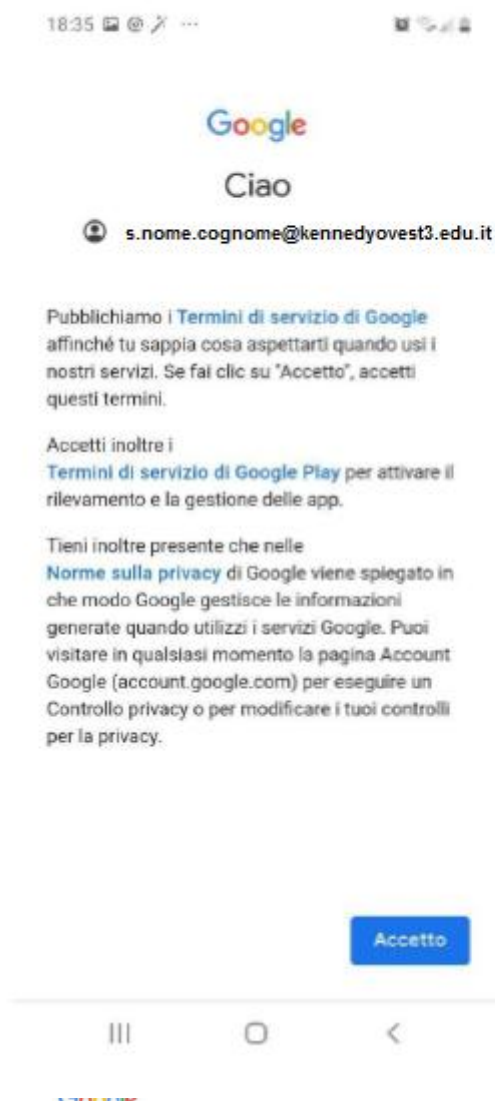 18:35
Google
Ciao
s.nome.cognome@kennedyovest3.edu.it
Pubblichiamo i Termini di servizio di Google
affinché tu sappia cosa aspettarti quando usi i
nostri servizi. Se fai clic su "Accetto", accetti
questi termini.
Accetti inoltre i
Termini di servizio di Google Play per attivare il
rilevamento e la gestione delle app.
Tieni inoltre presente che nelle
Norme sulla privacy di Google viene spiegato in
che modo Google gestisce le informazioni
generate quando utilizzi i servizi Google. Puoi
visitare in qualsiasi momento la pagina Account
Google (account.google.com) per eseguire un
Controllo privacy o per modificare i tuoi controlli
per la privacy.
Accetto